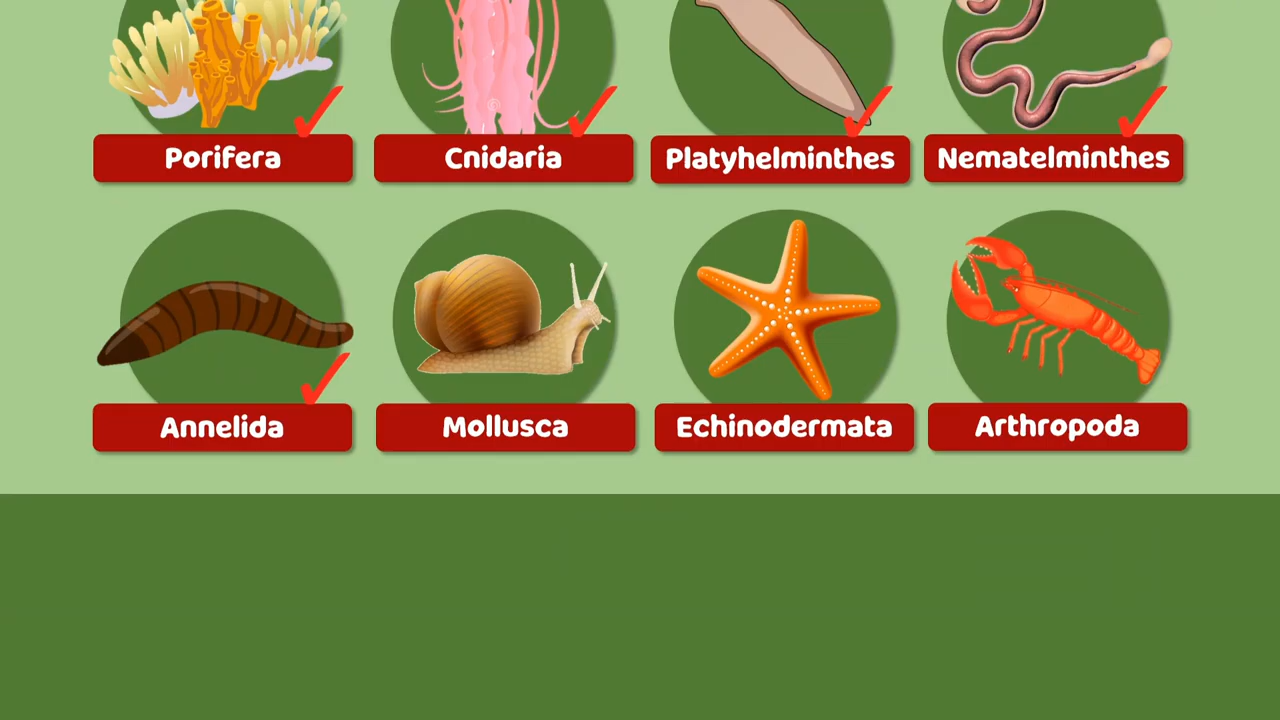 Porifera
Cnidaria
Platyhelminthes
Nematelminthes
Annelida
Mollusca
Echinodermata
Arthropoda